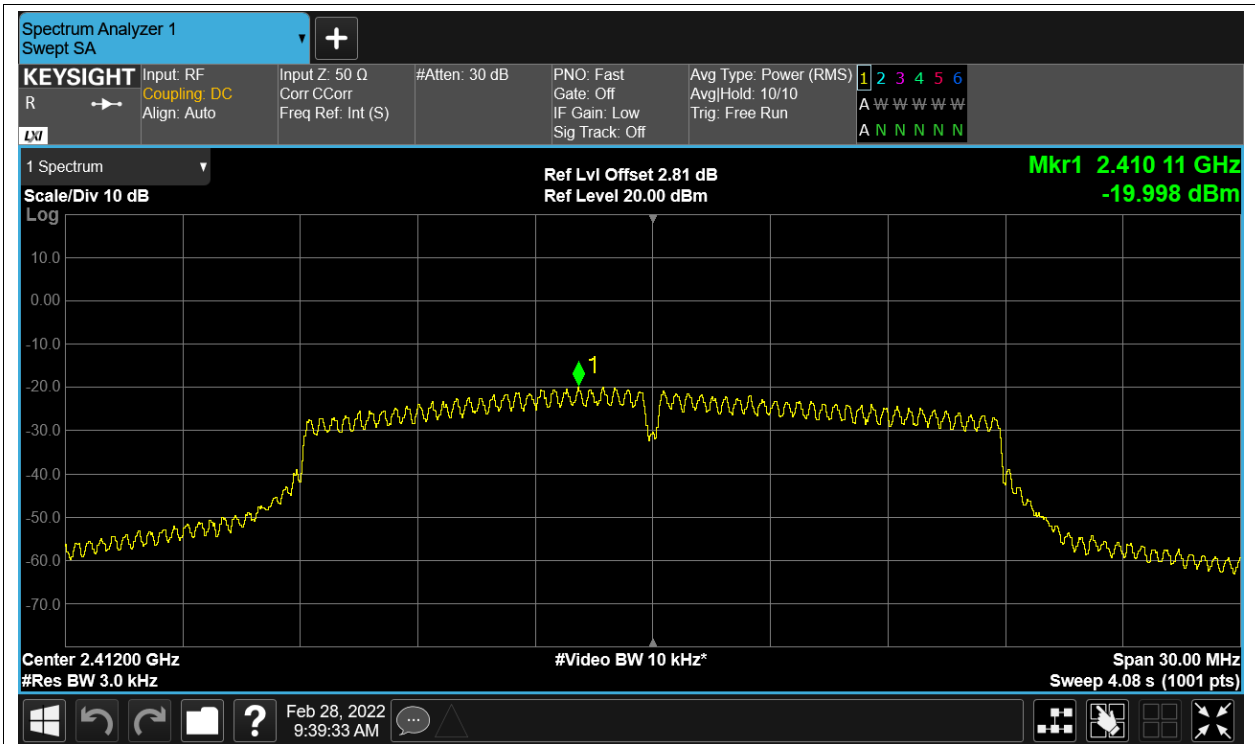 Spectrum Analyzer 1
Swept SA
+
KEYSIGHT
R
LXI
Input: RF
Coupling: DC
Align: Auto
Input Z: 50 Ω
Corr CCorr
Freq Ref: Int (S)
#Atten: 30 dB
PNO: Fast
Gate: Off
IF Gain: Low
Sig Track: Off
Avg Type: Power (RMS)
Avg|Hold: 10/10
Trig: Free Run
1 2 3 4 5 6
A W W W W W
A N N N N N
1 Spectrum
Scale/Div 10 dB
Log
Ref Lvl Offset 2.81 dB
Ref Level 20.00 dBm
Mkr1 2.410 11 GHz
-19.998 dBm
10.0
0.00
-10.0
-20.0
-30.0
-40.0
-50.0
-60.0
-70.0
1
Center 2.41200 GHz
#Res BW 3.0 kHz
#Video BW 10 kHz*
Span 30.00 MHz
Sweep 4.08 s (1001 pts)
?
Feb 28, 2022
9:39:33 AM